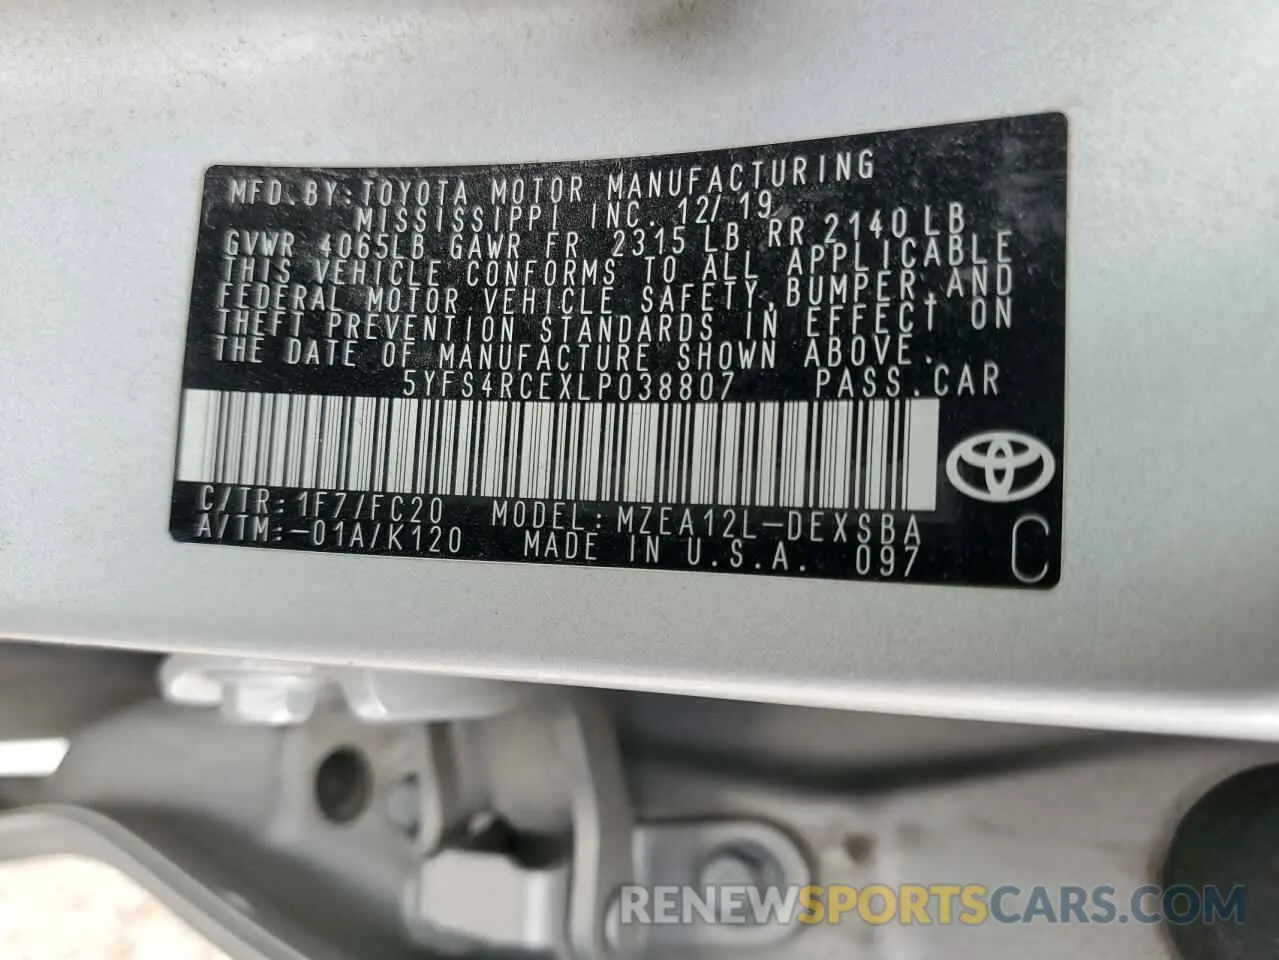 MFD. BY: TOYOTA MOTOR MANUFACTURING
MISSISSIPPI INC. 12/19
GVWR 4065LB GAWR FR 2315 LB RR 2140 LB
THIS VEHICLE CONFORMS TO ALL APPLICABLE
FEDERAL MOTOR VEHICLE SAFETY, BUMPER, AND
THEFT PREVENTION STANDARDS IN EFFECT ON
THE DATE OF MANUFACTURE SHOWN ABOVE.
5YFS4RCEXLP038807 PASS.CAR
C/TR: 1F7/FC20 MODEL: MZEA12L-DEXSBA
A/TM: -01A/K120 MADE IN U.S.A. 097
C
RENEWSPORTSCARS.COM